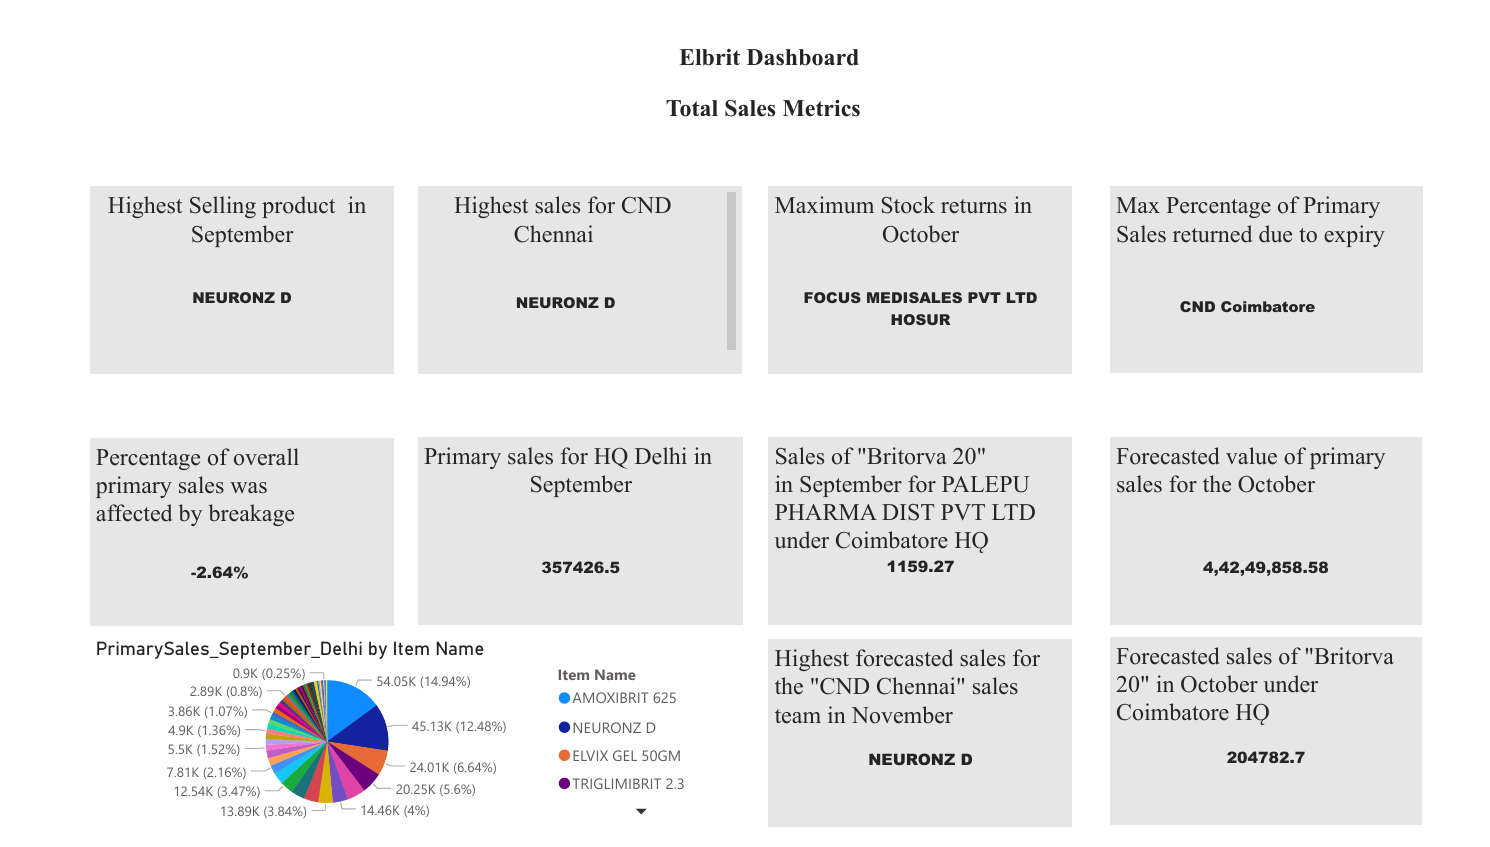 Elbrit Dashboard
Total Sales Metrics
Highest Selling product  in
September
NEURONZ D
Highest sales for CND
Chennai
NEURONZ D
Maximum Stock returns in
October
FOCUS MEDISALES PVT LTD
HOSUR
Max Percentage of Primary
Sales returned due to expiry
CND Coimbatore
Percentage of overall
primary sales was
affected by breakage
-2.64%
Primary sales for HQ Delhi in
September
357426.5
Sales of "Britorva 20"
in September for PALEPU
PHARMA DIST PVT LTD
under Coimbatore HQ
1159.27
Forecasted value of primary
sales for the October
4,42,49,858.58
PrimarySales_September_Delhi by Item Name
0.9K (0.25%)
2.89K (0.8%)
3.86K (1.07%)
4.9K (1.36%)
5.5K (1.52%)
7.81K (2.16%)
12.54K (3.47%)
13.89K (3.84%)
54.05K (14.94%)
45.13K (12.48%)
24.01K (6.64%)
20.25K (5.6%)
14.46K (4%)
Item Name
AMOXIBRIT 625
NEURONZ D
ELVIX GEL 50GM
TRIGLIMIBRIT 2.3
Highest forecasted sales for
the "CND Chennai" sales
team in November
NEURONZ D
Forecasted sales of "Britorva
20" in October under
Coimbatore HQ
204782.7